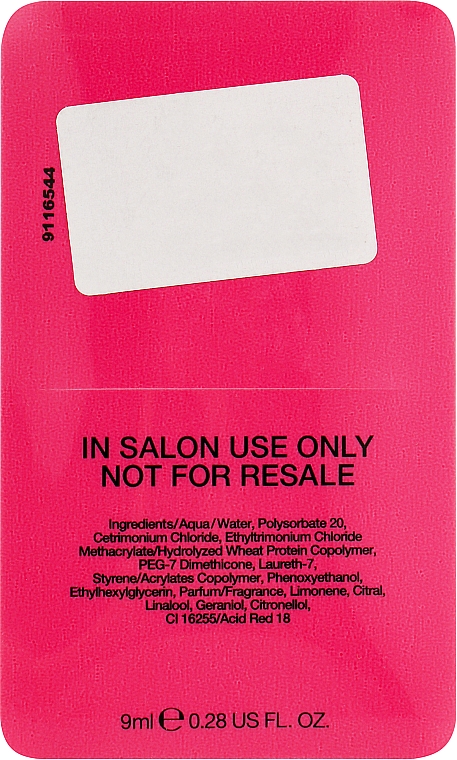 9116544
IN SALON USE ONLY
NOT FOR RESALE
Ingredients/Aqua/Water, Polysorbate 20,
Cetrimonium Chloride, Ethyltrimonium Chloride
Methacrylate/Hydrolyzed Wheat Protein Copolymer,
PEG-7 Dimethicone, Laureth-7,
Styrene/Acrylates Copolymer, Phenoxyethanol,
Ethylhexylglycerin, Parfum/Fragrance, Limonene, Citral,
Linalool, Geraniol, Citronellol,
CI 16255/Acid Red 18
9ml ℮ 0.28 US FL. OZ.